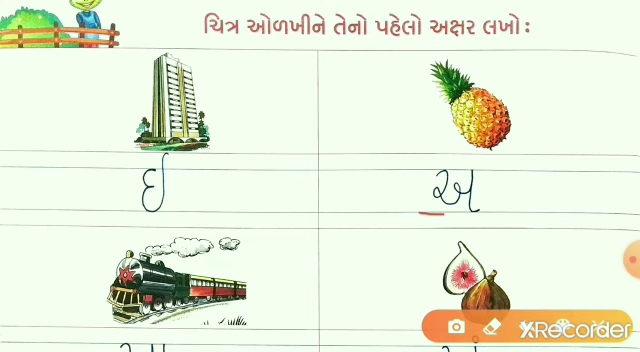 ચિત્ર ઓળખીને તેનો પહેલો અક્ષર લખો :
ઈ
અ
XRecorder